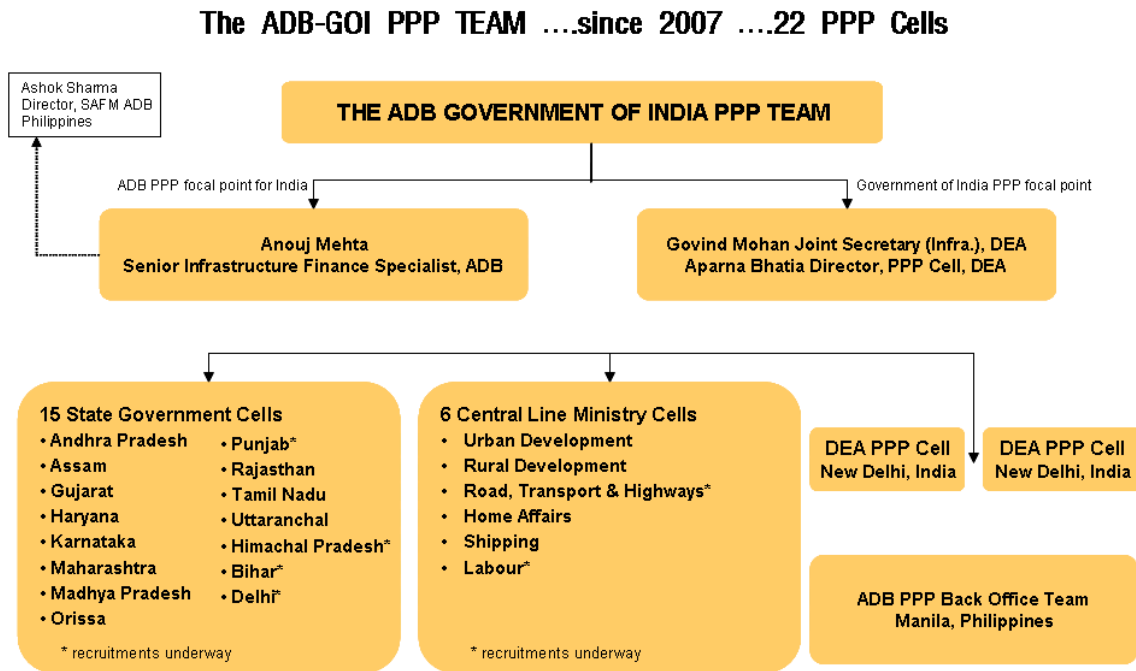 The ADB-GOI PPP TEAM ....since 2007 ....22 PPP Cells
Ashok Sharma
Director, SAFM ADB
Philippines
THE ADB GOVERNMENT OF INDIA PPP TEAM
ADB PPP focal point for India
Government of India PPP focal point
Anouj Mehta
Senior Infrastructure Finance Specialist, ADB
Govind Mohan Joint Secretary (Infra.), DEA
Aparna Bhatia Director, PPP Cell, DEA
15 State Government Cells
• Andhra Pradesh
• Assam
• Gujarat
• Haryana
• Karnataka
• Maharashtra
• Madhya Pradesh
• Orissa
• Punjab*
• Rajasthan
• Tamil Nadu
• Uttaranchal
• Himachal Pradesh*
• Bihar*
• Delhi*
* recruitments underway
6 Central Line Ministry Cells
• Urban Development
• Rural Development
• Road, Transport & Highways*
• Home Affairs
• Shipping
• Labour*
* recruitments underway
DEA PPP Cell
New Delhi, India
DEA PPP Cell
New Delhi, India
ADB PPP Back Office Team
Manila, Philippines